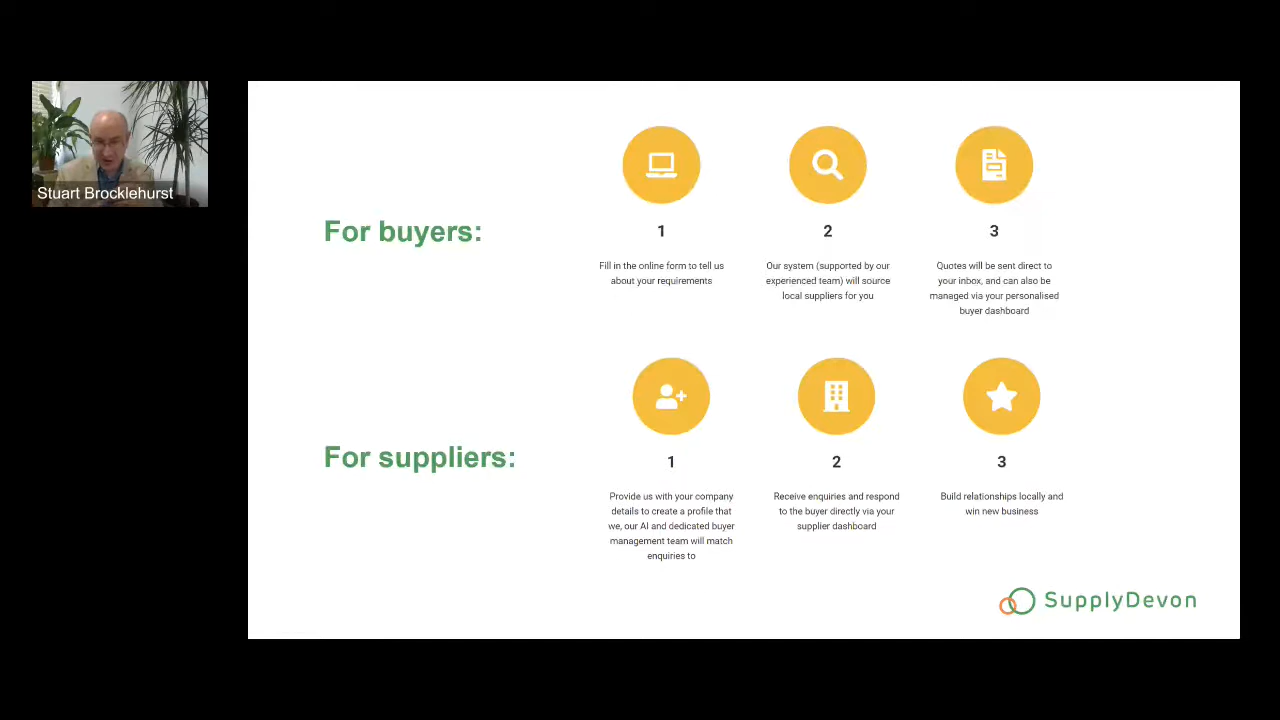 Stuart Brocklehurst
For buyers:
1
Fill in the online form to tell us
about your requirements
2
Our system (supported by our
experienced team) will source
local suppliers for you
3
Quotes will be sent direct to
your inbox, and can also be
managed via your personalised
buyer dashboard
For suppliers:
1
Provide us with your company
details to create a profile that
we, our AI and dedicated buyer
management team will match
enquiries to
2
Receive enquiries and respond
to the buyer directly via your
supplier dashboard
3
Build relationships locally and
win new business
SupplyDevon